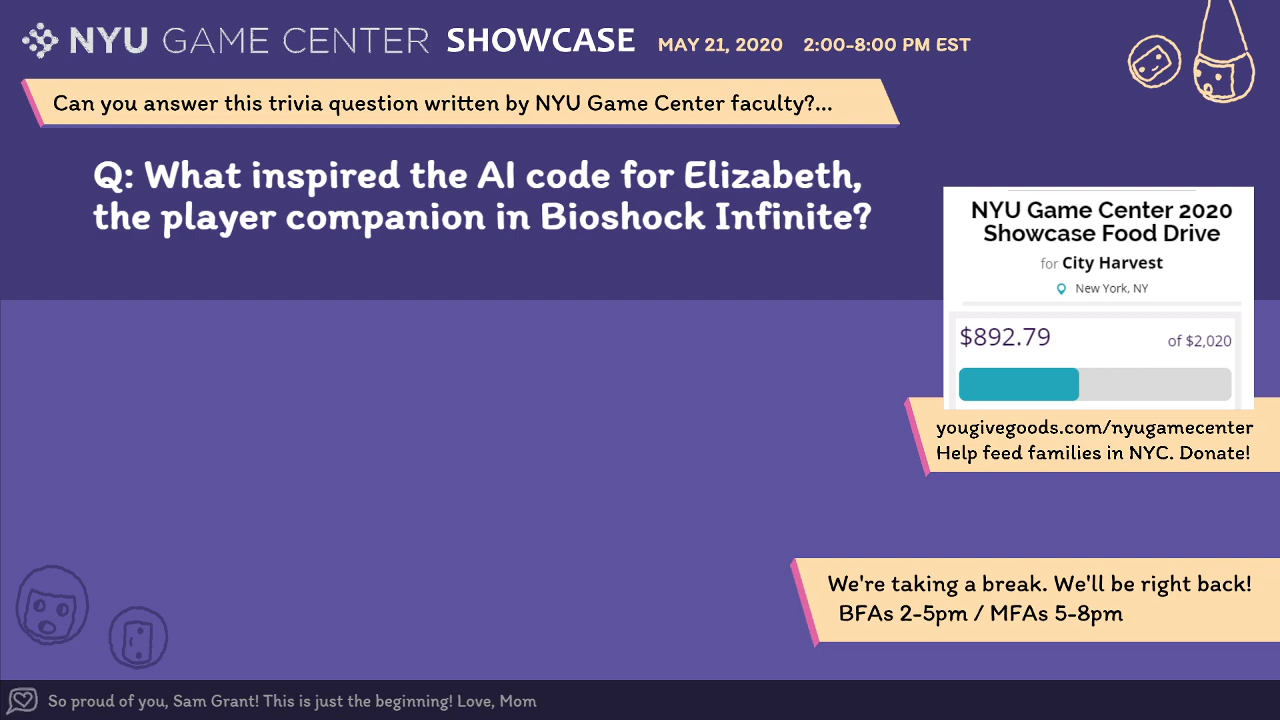 NYU GAME CENTER SHOWCASE MAY 21, 2020 2:00-8:00 PM EST
Can you answer this trivia question written by NYU Game Center faculty?...
Q: What inspired the AI code for Elizabeth,
the player companion in Bioshock Infinite?
NYU Game Center 2020
Showcase Food Drive
for City Harvest
New York, NY
$892.79 of $2,020
yougivegoods.com/nyugamecenter
Help feed families in NYC. Donate!
We're taking a break. We'll be right back!
BFAs 2-5pm / MFAs 5-8pm
So proud of you, Sam Grant! This is just the beginning! Love, Mom